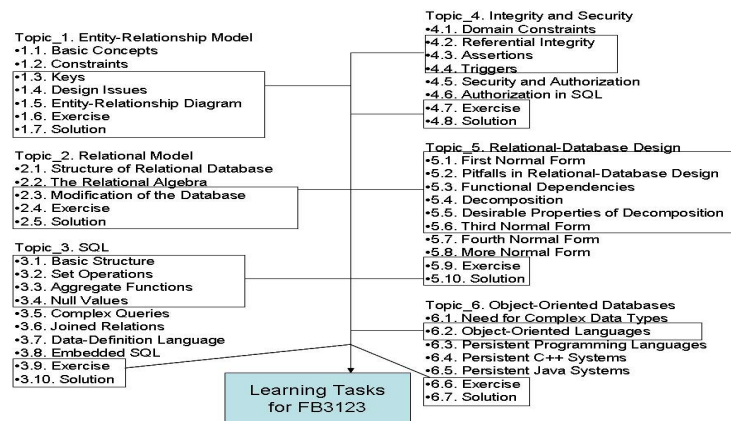 Topic_1. Entity-Relationship Model
•1.1. Basic Concepts
•1.2. Constraints
•1.3. Keys
•1.4. Design Issues
•1.5. Entity-Relationship Diagram
•1.6. Exercise
•1.7. Solution
Topic_2. Relational Model
•2.1. Structure of Relational Database
•2.2. The Relational Algebra
•2.3. Modification of the Database
•2.4. Exercise
•2.5. Solution
Topic_3. SQL
•3.1. Basic Structure
•3.2. Set Operations
•3.3. Aggregate Functions
•3.4. Null Values
•3.5. Complex Queries
•3.6. Joined Relations
•3.7. Data-Definition Language
•3.8. Embedded SQL
•3.9. Exercise
•3.10. Solution
Topic_4. Integrity and Security
•4.1. Domain Constraints
•4.2. Referential Integrity
•4.3. Assertions
•4.4. Triggers
•4.5. Security and Authorization
•4.6. Authorization in SQL
•4.7. Exercise
•4.8. Solution
Topic_5. Relational-Database Design
•5.1. First Normal Form
•5.2. Pitfalls in Relational-Database Design
•5.3. Functional Dependencies
•5.4. Decomposition
•5.5. Desirable Properties of Decomposition
•5.6. Third Normal Form
•5.7. Fourth Normal Form
•5.8. More Normal Form
•5.9. Exercise
•5.10. Solution
Topic_6. Object-Oriented Databases
•6.1. Need for Complex Data Types
•6.2. Object-Oriented Languages
•6.3. Persistent Programming Languages
•6.4. Persistent C++ Systems
•6.5. Persistent Java Systems
•6.6. Exercise
•6.7. Solution
Learning Tasks
for FB3123